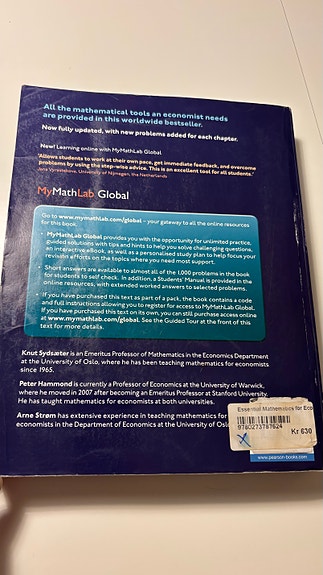 All the mathematical tools an economist needs
are provided in this worldwide bestseller.
Now fully updated, with new problems added for each chapter.
New! Learning online with MyMathLab Global
'Allows students to work at their own pace, get immediate feedback, and overcome
problems by using the step-wise advice. This is an excellent tool for all students.'
Jana Vyrastekova, University of Nijmegen, the Netherlands
MyMathLab Global
Go to www.mymathlab.com/global – your gateway to all the online resources
for this book.
• MyMathLab Global provides you with the opportunity for unlimited practice,
guided solutions with tips and hints to help you solve challenging questions,
an interactive eBook, as well as a personalised study plan to help focus your
revision efforts on the topics where you need most support.
• Short answers are available to almost all of the 1,000 problems in the book
for students to self check. In addition, a Students' Manual is provided in the
online resources, with extended worked answers to selected problems.
• If you have purchased this text as part of a pack, the book contains a code
and full instructions allowing you to register for access to MyMathLab Global.
If you have purchased this text on its own, you can still purchase access online
at www.mymathlab.com/global. See the Guided Tour at the front of this
text for more details.
Knut Sydsæter is an Emeritus Professor of Mathematics in the Economics Department
at the University of Oslo, where he has been teaching mathematics for economists
since 1965.
Peter Hammond is currently a Professor of Economics at the University of Warwick,
where he moved in 2007 after becoming an Emeritus Professor at Stanford University.
He has taught mathematics for economists at both universities.
Arne Strøm has extensive experience in teaching mathematics for
economists in the Department of Economics at the University of Oslo
Essential Mathematics for Eco
9780273787624
Kr 630
www.pearson-books.com